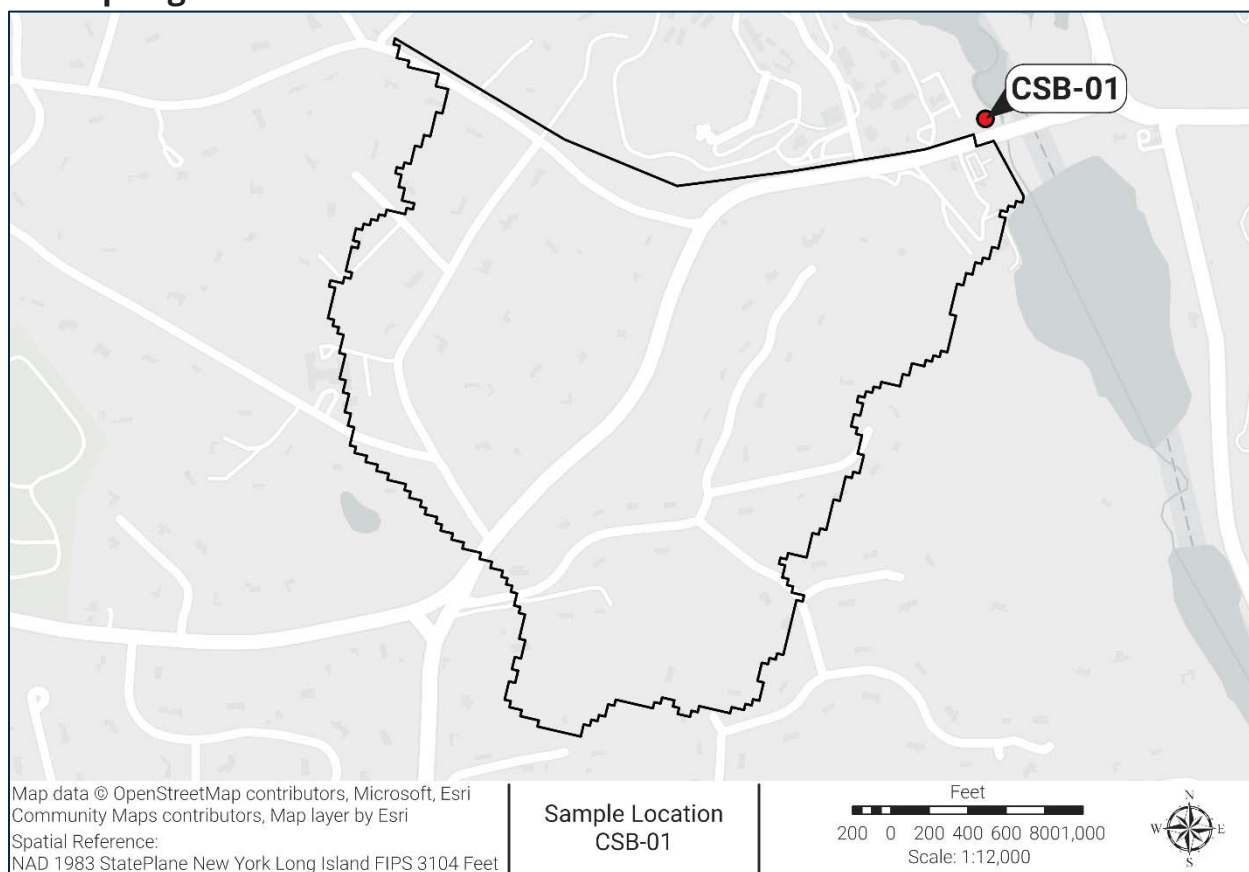 CSB-01
Map data © OpenStreetMap contributors, Microsoft, Esri
Community Maps contributors, Map layer by Esri
Spatial Reference:
NAD 1983 StatePlane New York Long Island FIPS 3104 Feet
Sample Location
CSB-01
Feet
200 0 200 400 600 800 1,000
Scale: 1:12,000
N
W E
S